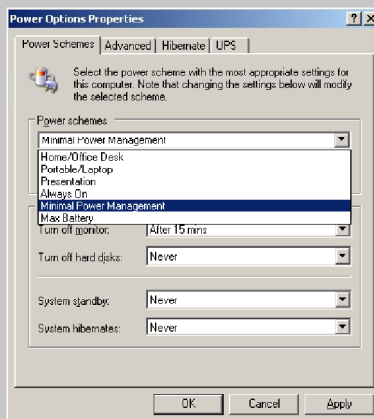 Power Options Properties
Power Schemes Advanced Hibernate UPS
Select the power scheme with the most appropriate settings for
this computer. Note that changing the settings below will modify
the selected scheme.
Power schemes
Minimal Power Management
Home/Office Desk
Portable/Laptop
Presentation
Always On
Minimal Power Management
Max Battery
Turn off monitor: After 15 mins
Turn off hard disks: Never
System standby: Never
System hibernates: Never
OK Cancel Apply